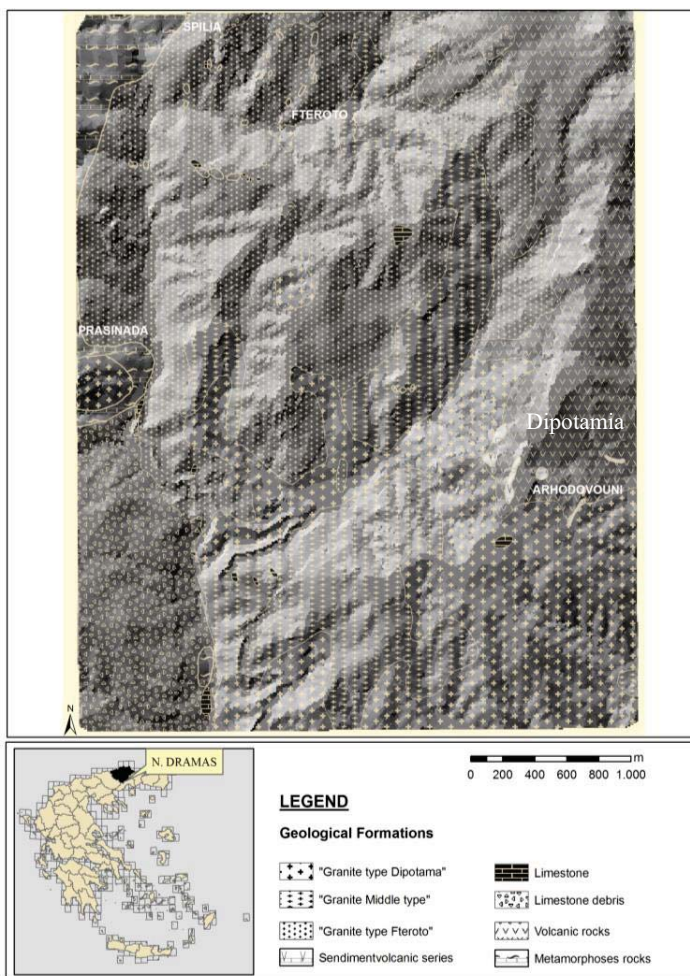 SPILIA
FTEROTO
PRASINADA
Dipotamia
ARHODOVOUNI
N
N. DRAMAS
m
0 200 400 600 800 1.000
LEGEND
Geological Formations
"Granite type Dipotama"
"Granite Middle type"
"Granite type Fteroto"
Sendimentvolcanic series
Limestone
Limestone debris
Volcanic rocks
Metamorphoses rocks